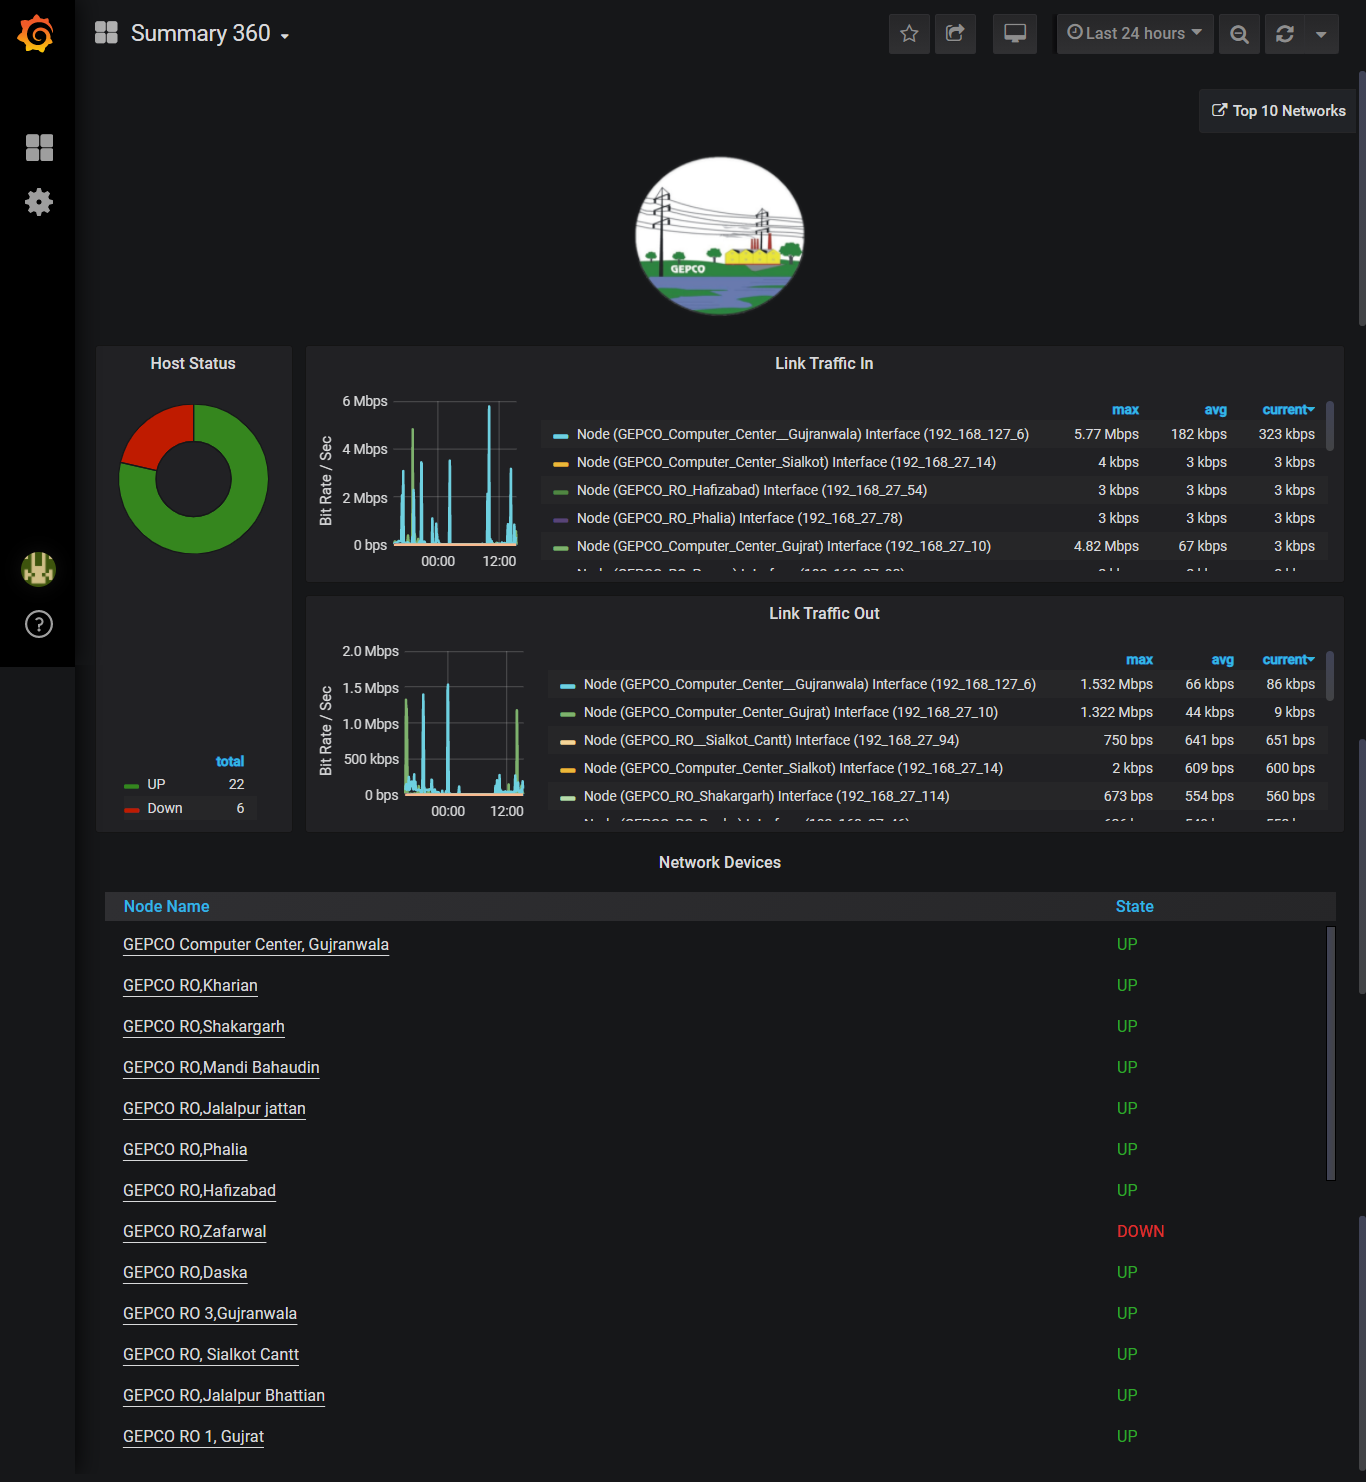 Summary 360
Last 24 hours
Top 10 Networks
GEPCO
Host Status
total
UP 22
Down 6
Link Traffic In
Bit Rate / Sec
6 Mbps
4 Mbps
2 Mbps
0 bps
00:00 12:00
max avg current
Node (GEPCO_Computer_Center__Gujranwala) Interface (192_168_127_6) 5.77 Mbps 182 kbps 323 kbps
Node (GEPCO_Computer_Center_Sialkot) Interface (192_168_27_14) 4 kbps 3 kbps 3 kbps
Node (GEPCO_RO_Hafizabad) Interface (192_168_27_54) 3 kbps 3 kbps 3 kbps
Node (GEPCO_RO_Phalia) Interface (192_168_27_78) 3 kbps 3 kbps 3 kbps
Node (GEPCO_Computer_Center_Gujrat) Interface (192_168_27_10) 4.82 Mbps 67 kbps 3 kbps
Link Traffic Out
Bit Rate / Sec
2.0 Mbps
1.5 Mbps
1.0 Mbps
500 kbps
0 bps
00:00 12:00
max avg current
Node (GEPCO_Computer_Center__Gujranwala) Interface (192_168_127_6) 1.532 Mbps 66 kbps 86 kbps
Node (GEPCO_Computer_Center_Gujrat) Interface (192_168_27_10) 1.322 Mbps 44 kbps 9 kbps
Node (GEPCO_RO__Sialkot_Cantt) Interface (192_168_27_94) 750 bps 641 bps 651 bps
Node (GEPCO_Computer_Center_Sialkot) Interface (192_168_27_14) 2 kbps 609 bps 600 bps
Node (GEPCO_RO_Shakargarh) Interface (192_168_27_114) 673 bps 554 bps 560 bps
Network Devices
Node Name State
GEPCO Computer Center, Gujranwala UP
GEPCO RO,Kharian UP
GEPCO RO,Shakargarh UP
GEPCO RO,Mandi Bahaudin UP
GEPCO RO,Jalalpur jattan UP
GEPCO RO,Phalia UP
GEPCO RO,Hafizabad UP
GEPCO RO,Zafarwal DOWN
GEPCO RO,Daska UP
GEPCO RO 3,Gujranwala UP
GEPCO RO, Sialkot Cantt UP
GEPCO RO,Jalalpur Bhattian UP
GEPCO RO 1, Gujrat UP